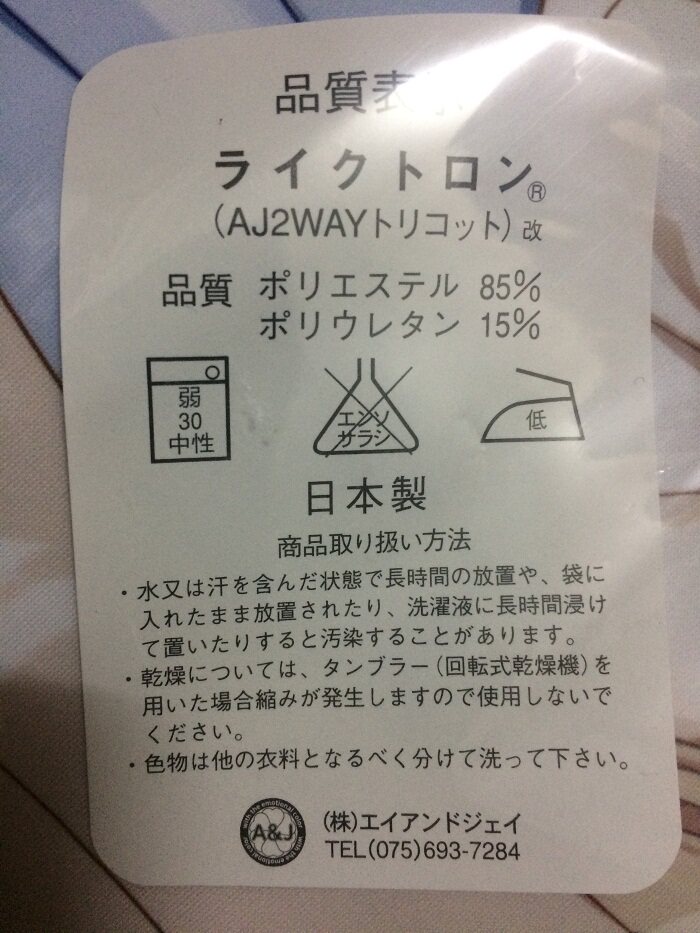 品質表
ライクトロン®
(AJ2WAYトリコット) 改
品質 ポリエステル 85%
ポリウレタン 15%
弱
30
中性
エンソ
サラシ
低
日本製
商品取り扱い方法
・水又は汗を含んだ状態で長時間の放置や、袋に
入れたまま放置されたり、洗濯液に長時間浸け
て置いたりすると汚染することがあります。
・乾燥については、タンブラー(回転式乾燥機)を
用いた場合縮みが発生しますので使用しないで
ください。
・色物は他の衣料となるべく分けて洗って下さい。
with the emotional color
A&J
with the emotional color
(株)エイアンドジェイ
TEL(075)693-7284